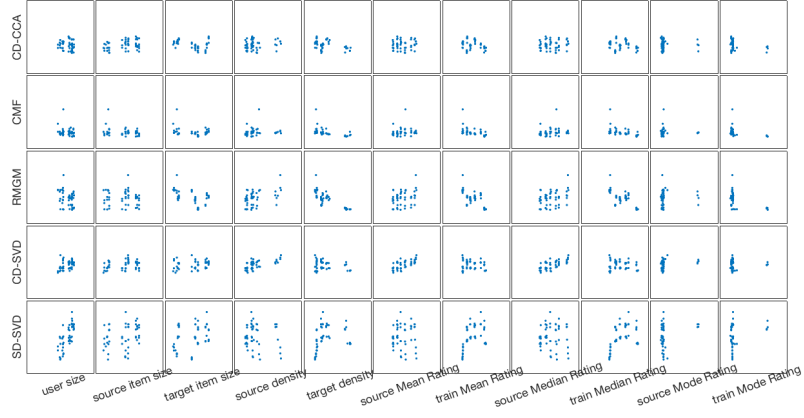 CD-CCA
CMF
RMGM
CD-SVD
SD-SVD
user size
source item size
target item size
source density
target density
source Mean Rating
train Mean Rating
source Median Rating
train Median Rating
source Mode Rating
train Mode Rating